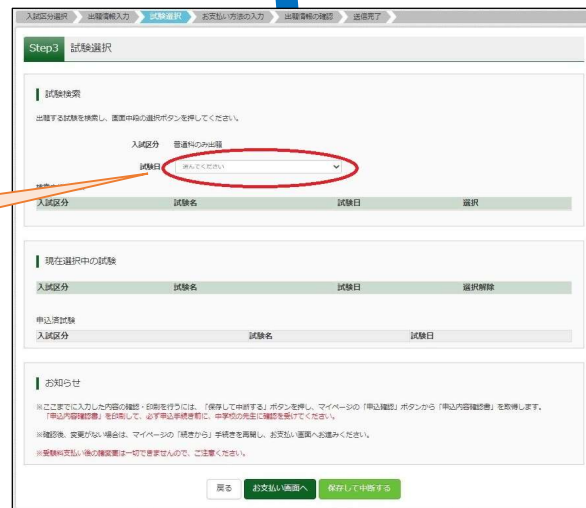 入試区分選択 出願情報入力 試験選択 お支払い方法の入力 出願情報の確認 送信完了
Step3 試験選択
試験検索
出願する試験を検索し、画面中段の選択ボタンを押してください。
入試区分 普通科のみ出願
試験日 選んでください
入試区分 試験名 試験日 選択
現在選択中の試験
入試区分 試験名 試験日 選択解除
申込済試験
入試区分 試験名 試験日
お知らせ
※ここまでに入力した内容の確認・印刷を行うには、「保存して中断する」ボタンを押し、マイページの「申込確認」ボタンから「申込内容確認書」を取得します。
「申込内容確認書」を印刷して、必ず申込手続き前に、中学校の先生に確認を受けてください。
※確認後、変更がない場合は、マイページの「続きから」手続きを再開し、お支払い画面へお進みください。
※受験料支払い後の諸変更は一切できませんので、ご注意ください。
戻る お支払い画面へ 保存して中断する